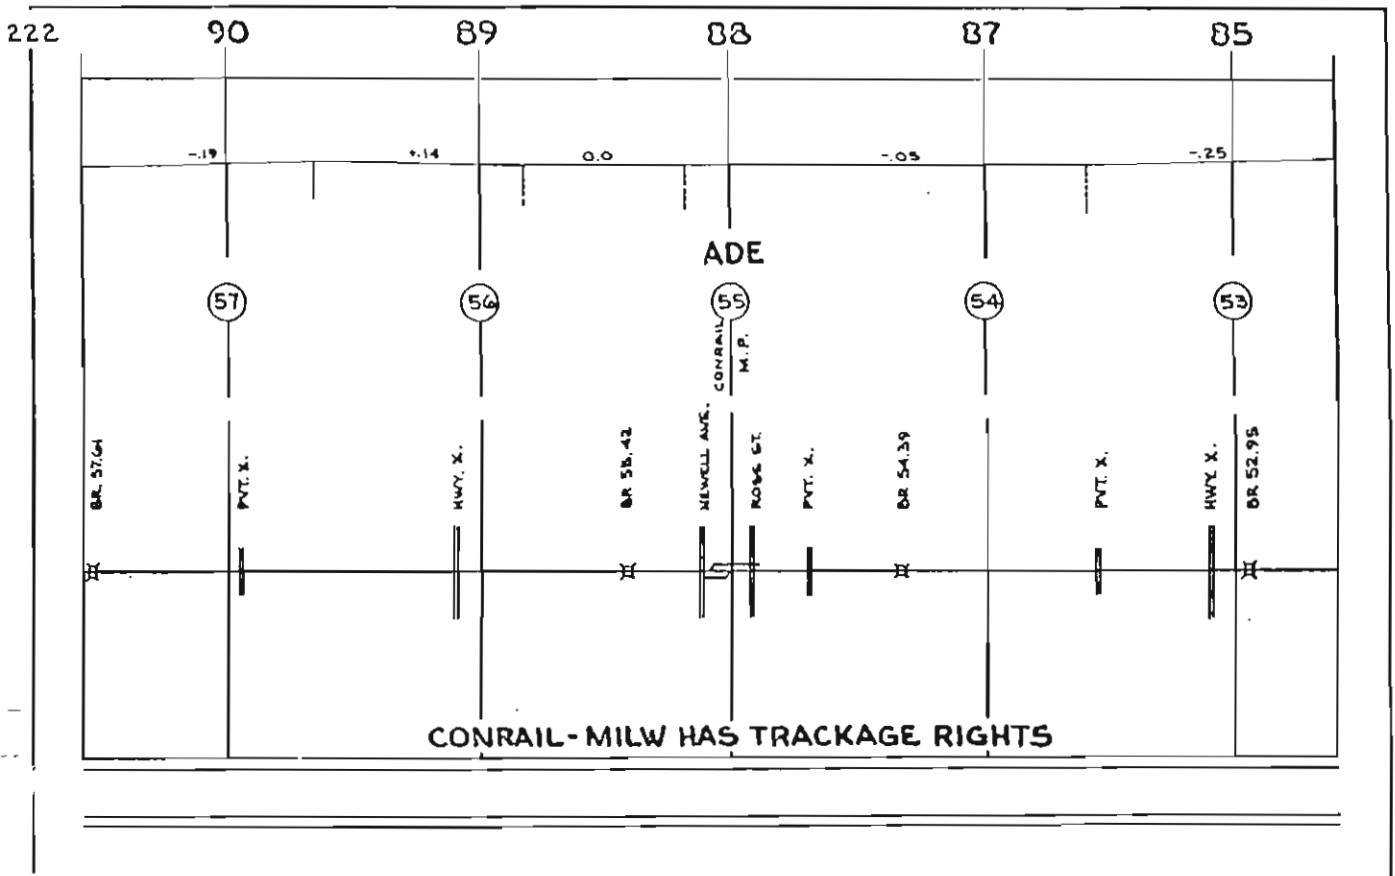 222 90 89 88 87 85
-.19 +.14 0.0 -.05 -.25
ADE
57 56 55 54 53
CONRAIL
M.P.
BR 57.61
PVT. X.
HWY. X.
BR 55.42
NEWELL AVE.
ROSS ST.
PVT. X.
BR 54.39
PVT. X.
HWY. X.
BR 52.95
CONRAIL-MILW HAS TRACKAGE RIGHTS